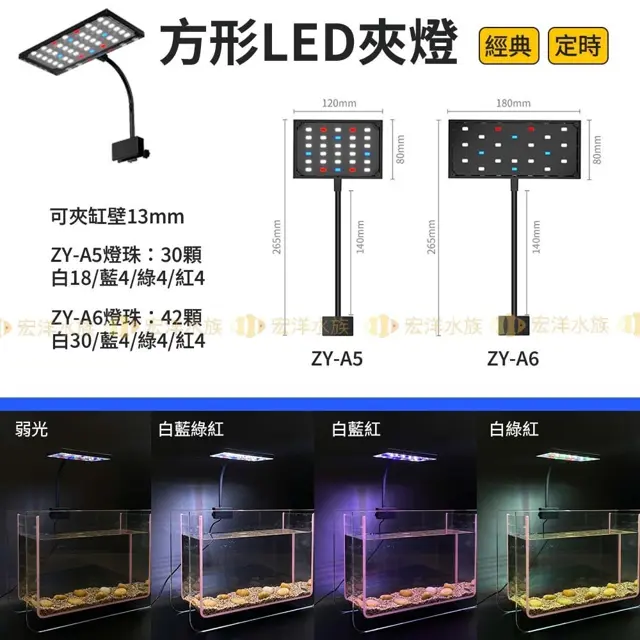 方形LED夾燈
經典
定時
120mm
180mm
80mm
80mm
265mm
140mm
265mm
140mm
可夾缸壁13mm
ZY-A5燈珠：30顆
白18/藍4/綠4/紅4
ZY-A6燈珠：42顆
白30/藍4/綠4/紅4
宏洋水族
宏洋水族
宏洋水族
ZY-A5
ZY-A6
弱光
白藍綠紅
白藍紅
白綠紅